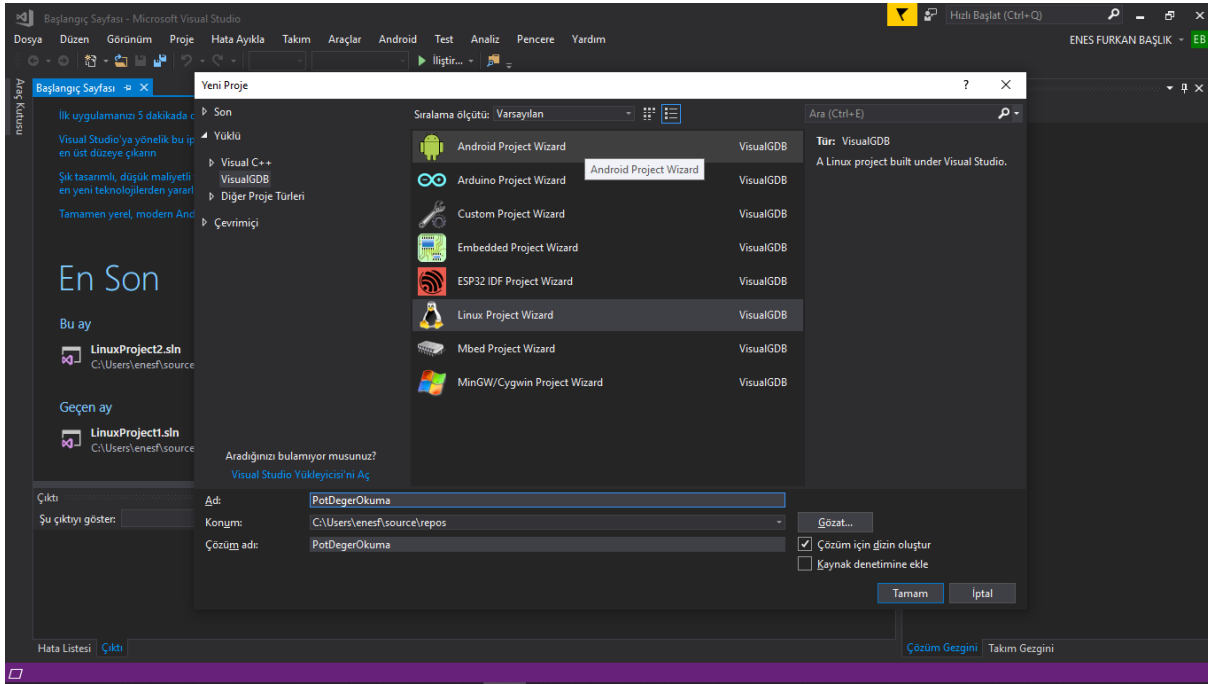 Başlangıç Sayfası - Microsoft Visual Studio
Hızlı Başlat (Ctrl+Q)
Dosya Düzen Görünüm Proje Hata Ayıkla Takım Araçlar Android Test Analiz Pencere Yardım
ENES FURKAN BAŞLIK EB
İliştir...
Araç Kutusu
Başlangıç Sayfası
İlk uygulamanızı 5 dakikada
Visual Studio'ya yönelik bu
en üst düzeye çıkarın
Şık tasarımlı, düşük maliyetli
en yeni teknolojilerden
Tamamen yerel, modern
En Son
Bu ay
LinuxProject2.sln
C:\Users\enesf\source
Geçen ay
LinuxProject1.sln
C:\Users\enesf\source
Yeni Proje
? 
Son
Yüklü
Visual C++
VisualGDB
Diğer Proje Türleri
Çevrimiçi
Aradığınızı bulamıyor musunuz?
Visual Studio Yükleyicisi'ni Aç
Sıralama ölçütü: Varsayılan
Android Project Wizard VisualGDB
Android Project Wizard
Arduino Project Wizard VisualGDB
Custom Project Wizard VisualGDB
Embedded Project Wizard VisualGDB
ESP32 IDF Project Wizard VisualGDB
Linux Project Wizard VisualGDB
Mbed Project Wizard VisualGDB
MinGW/Cygwin Project Wizard VisualGDB
Ara (Ctrl+E)
Tür: VisualGDB
A Linux project built under Visual Studio.
Ad: PotDegerOkuma
Konum: C:\Users\enesf\source\repos
Gözat...
Çözüm adı: PotDegerOkuma
Çözüm için dizin oluştur
Kaynak denetimine ekle
Tamam İptal
Çıktı
Şu çıktıyı göster:
Hata Listesi Çıktı
Çözüm Gezgini Takım Gezgini